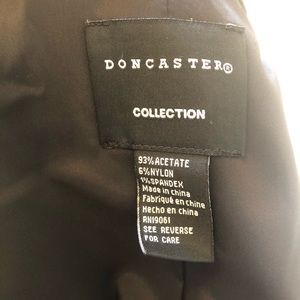 DONCASTER®
COLLECTION
93%ACETATE
6%NYLON
1%SPANDEX
Made in china
Fabriqué en chine
Hecho en china
RN19061
SEE REVERSE
FOR CARE